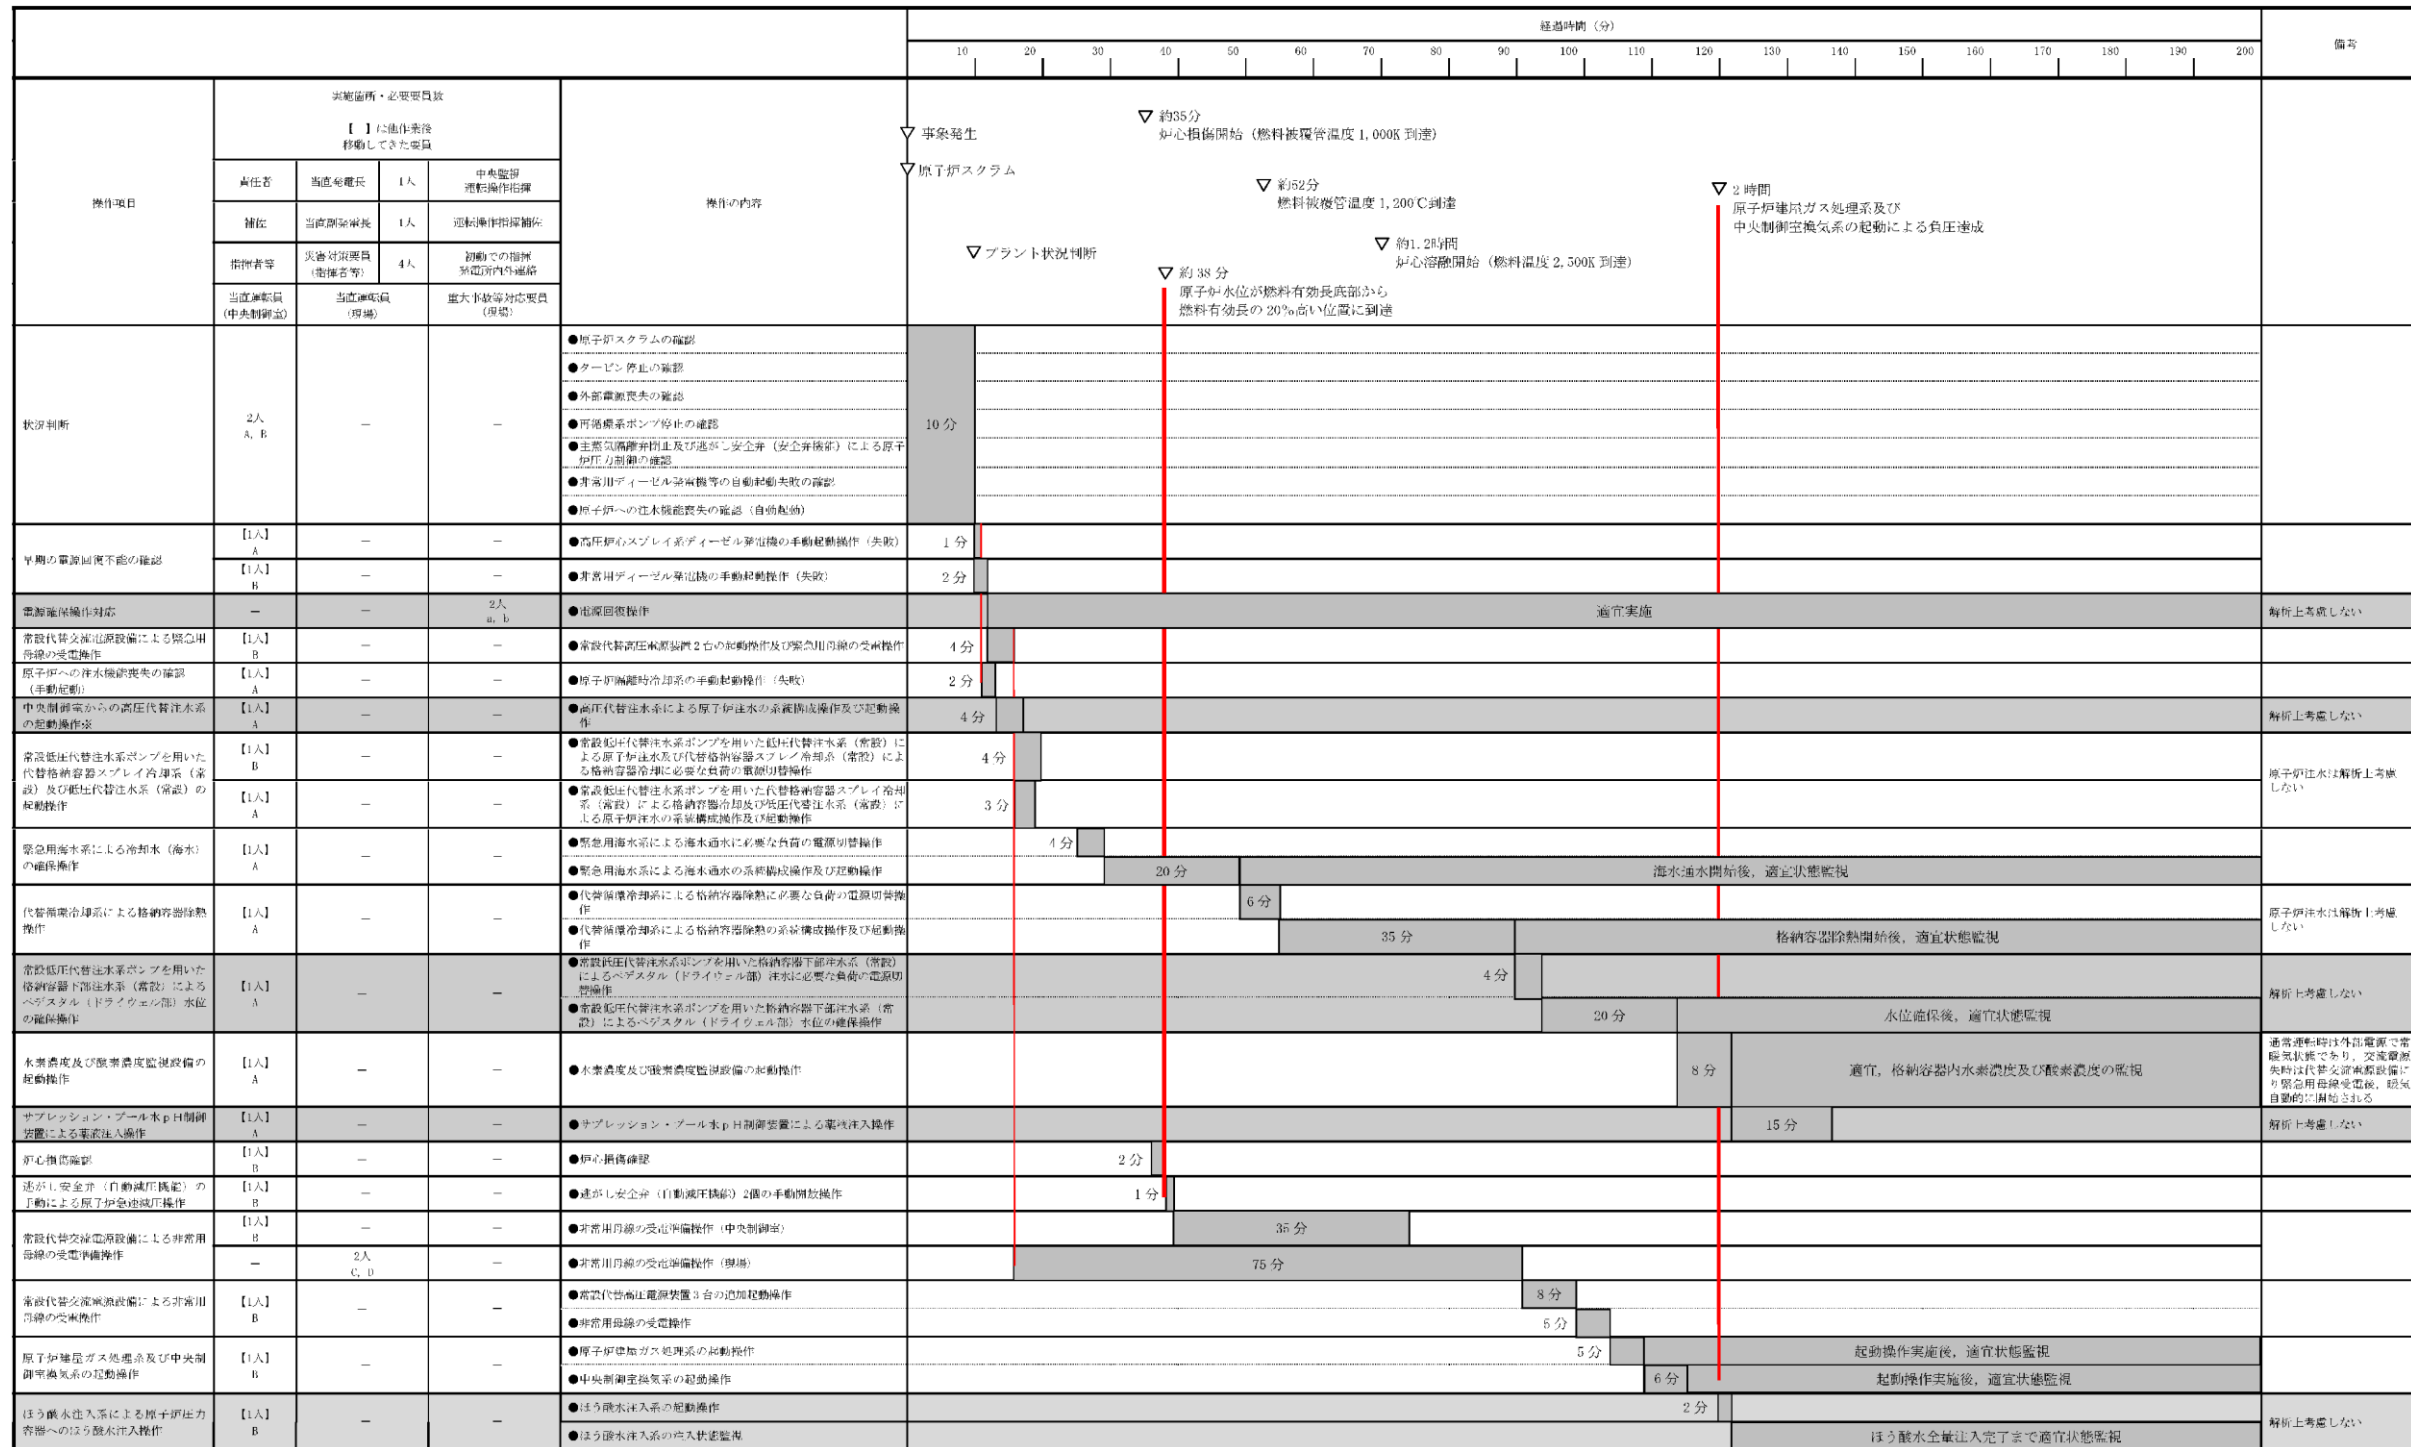 経過時間（分）
備考
10 20 30 40 50 60 70 80 90 100 110 120 130 140 150 160 170 180 190 200
操作項目
実施箇所・必要要員数
【　】は他作業後
移動してきた要員
操作の内容
責任者 当直発電長 1人 中央監視
運転操作指揮
補佐 当直副発電長 1人 運転操作指揮補佐
指揮者等 災害対策要員
（指揮者等） 4人 初動での指揮
発電所内外連絡
当直運転員
（中央制御室） 当直運転員
（現場） 重大事故等対応要員
（現場）
▽ 事象発生
▽ 原子炉スクラム
▽ プラント状況判断
▽ 約35分
炉心損傷開始（燃料被覆管温度 1,000K 到達）
▽ 約38分
原子炉水位が燃料有効長底部から
燃料有効長の 20%高い位置に到達
▽ 約52分
燃料被覆管温度 1,200℃到達
▽ 約1.2時間
炉心溶融開始（燃料温度 2,500K 到達）
▽ 2時間
原子炉建屋ガス処理系及び
中央制御室換気系の起動による負圧達成
状況判断
2人
A, B
－ －
●原子炉スクラムの確認
●タービン停止の確認
●外部電源喪失の確認
●再循環系ポンプ停止の確認
●主蒸気隔離弁閉止及び逃がし安全弁（安全弁機能）による原子
炉圧力制御の確認
●非常用ディーゼル発電機等の自動起動失敗の確認
●原子炉への注水機能喪失の確認（自動起動）
10分
早期の電源回復不能の確認
【1人】
A
－ －
●高圧炉心スプレイ系ディーゼル発電機の手動起動操作（失敗）
1分
【1人】
B
－ －
●非常用ディーゼル発電機の手動起動操作（失敗）
2分
電源確保操作対応
－ －
2人
a, b
●電源回復操作
適宜実施
解析上考慮しない
常設代替交流電源設備による緊急用
母線の受電操作
【1人】
B
－ －
●常設代替高圧電源装置2台の起動操作及び緊急用母線の受電操作
4分
原子炉への注水機能喪失の確認
（手動起動）
【1人】
A
－ －
●原子炉隔離時冷却系の手動起動操作（失敗）
2分
中央制御室からの高圧代替注水系
の起動操作※
【1人】
A
－ －
●高圧代替注水系による原子炉注水の系統構成操作及び起動操
作
4分
解析上考慮しない
常設低圧代替注水系ポンプを用いた
代替格納容器スプレイ冷却系（常
設）及び低圧代替注水系（常設）の
起動操作
【1人】
B
－ －
●常設低圧代替注水系ポンプを用いた低圧代替注水系（常設）に
よる原子炉注水及び代替格納容器スプレイ冷却系（常設）によ
る格納容器冷却に必要な負荷の電源切替操作
4分
【1人】
A
－ －
●常設低圧代替注水系ポンプを用いた代替格納容器スプレイ冷却
系（常設）による格納容器冷却及び低圧代替注水系（常設）に
よる原子炉注水の系統構成操作及び起動操作
3分
原子炉注水は解析上考慮
しない
緊急用海水系による冷却水（海水）
の確保操作
【1人】
A
－ －
●緊急用海水系による海水通水に必要な負荷の電源切替操作
4分
●緊急用海水系による海水通水の系統構成操作及び起動操作
20分
海水通水開始後，適宜状態監視
代替循環冷却系による格納容器除熱
操作
【1人】
A
－ －
●代替循環冷却系による格納容器除熱に必要な負荷の電源切替操
作
6分
●代替循環冷却系による格納容器除熱の系統構成操作及び起動操
作
35分
格納容器除熱開始後，適宜状態監視
原子炉注水は解析上考慮
しない
常設低圧代替注水系ポンプを用いた
格納容器下部注水系（常設）による
ペデスタル（ドライウェル部）水位
の確保操作
【1人】
A
－ －
●常設低圧代替注水系ポンプを用いた格納容器下部注水系（常設）
によるペデスタル（ドライウェル部）注水に必要な負荷の電源切
替操作
4分
●常設低圧代替注水系ポンプを用いた格納容器下部注水系（常
設）によるペデスタル（ドライウェル部）水位の確保操作
20分
水位確保後，適宜状態監視
解析上考慮しない
水素濃度及び酸素濃度監視設備の
起動操作
【1人】
A
－ －
●水素濃度及び酸素濃度監視設備の起動操作
8分
適宜，格納容器内水素濃度及び酸素濃度の監視
通常運転時は外部電源で常
暖気状態であり，交流電源
失時は代替交流電源設備に
り緊急用母線受電後，暖気
自動的に開始される
サプレッション・プール水pH制御
装置による薬液注入操作
【1人】
A
－ －
●サプレッション・プール水pH制御装置による薬液注入操作
15分
解析上考慮しない
炉心損傷確認
【1人】
B
－ －
●炉心損傷確認
2分
逃がし安全弁（自動減圧機能）の
手動による原子炉急速減圧操作
【1人】
B
－ －
●逃がし安全弁（自動減圧機能）2個の手動開放操作
1分
常設代替交流電源設備による非常用
母線の受電準備操作
【1人】
B
－ －
●非常用母線の受電準備操作（中央制御室）
35分
－
2人
C, D
－
●非常用母線の受電準備操作（現場）
75分
常設代替交流電源設備による非常用
母線の受電操作
【1人】
B
－ －
●常設代替高圧電源装置3台の追加起動操作
8分
●非常用母線の受電操作
5分
原子炉建屋ガス処理系及び中央制
御室換気系の起動操作
【1人】
B
－ －
●原子炉建屋ガス処理系の起動操作
5分
起動操作実施後，適宜状態監視
●中央制御室換気系の起動操作
6分
起動操作実施後，適宜状態監視
ほう酸水注入系による原子炉圧力
容器へのほう酸水注入操作
【1人】
B
－ －
●ほう酸水注入系の起動操作
2分
●ほう酸水注入系の注入状態監視
ほう酸水全量注入完了まで適宜状態監視
解析上考慮しない